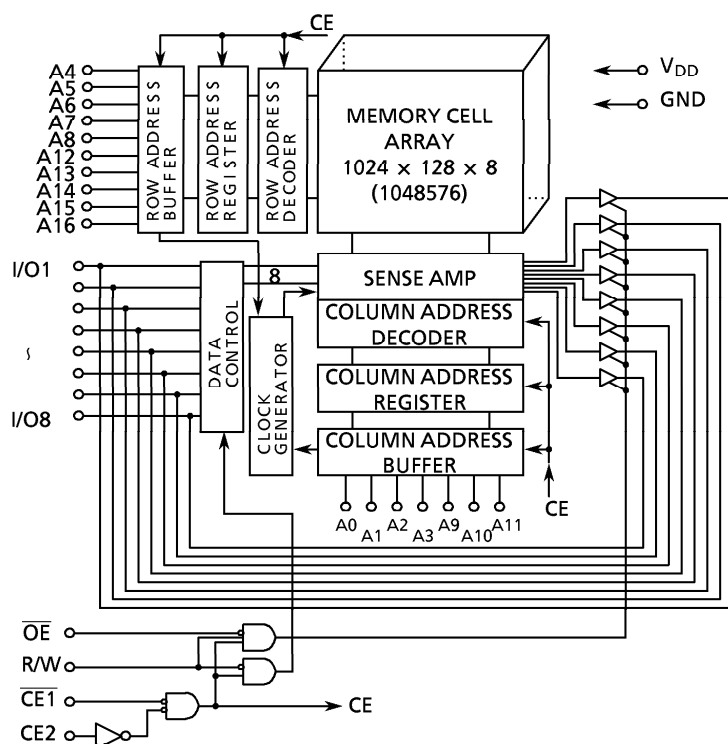 CE
A4
A5
A6
A7
A8
A12
A13
A14
A15
A16
ROW ADDRESS
BUFFER
ROW ADDRESS
REGISTER
ROW ADDRESS
DECODER
MEMORY CELL
ARRAY
1024 × 128 × 8
(1048576)
VDD
GND
I/O1
~
I/O8
DATA
CONTROL
8
CLOCK
GENERATOR
SENSE AMP
COLUMN ADDRESS
DECODER
COLUMN ADDRESS
REGISTER
COLUMN ADDRESS
BUFFER
A0
A1
A2
A3
A9
A10
A11
CE
OE
R/W
CE1
CE2
CE